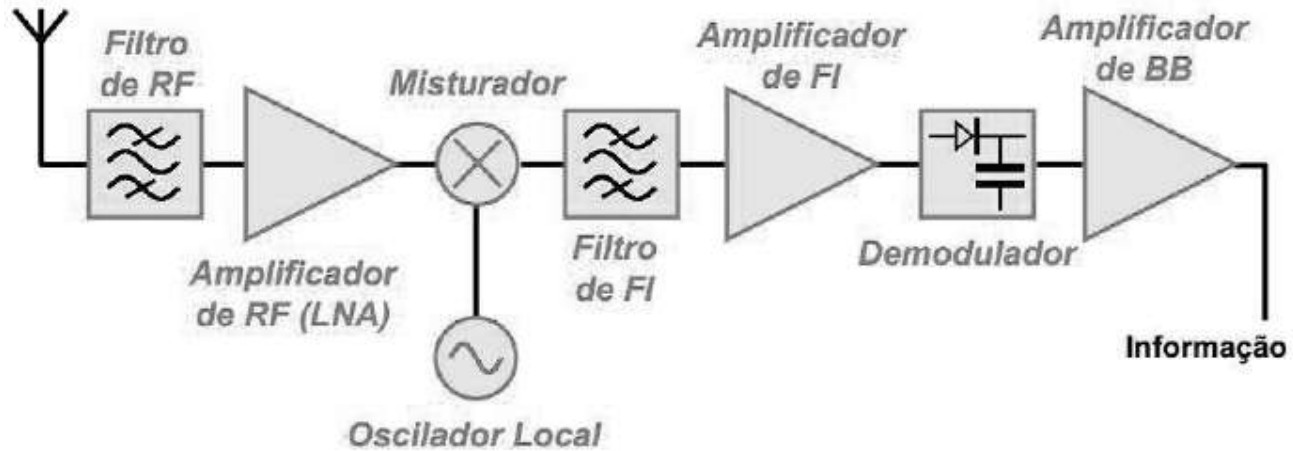 Filtro
de RF
Amplificador
de RF (LNA)
Misturador
Oscilador Local
Filtro
de FI
Amplificador
de FI
Demodulador
Amplificador
de BB
Informação